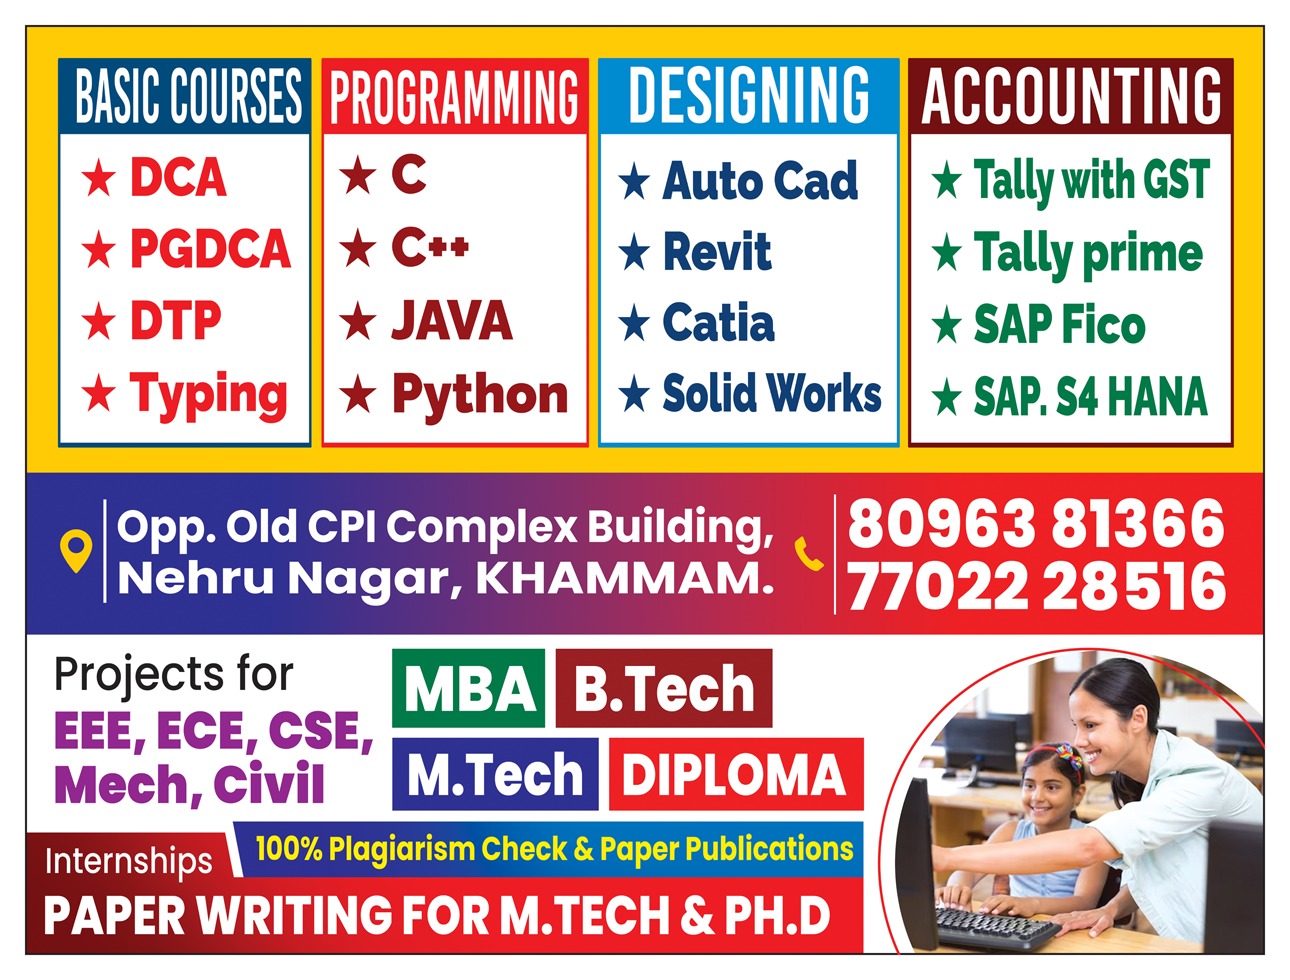 BASIC COURSES
★ DCA
★ PGDCA
★ DTP
★ Typing
PROGRAMMING
★ C
★ C++
★ JAVA
★ Python
DESIGNING
★ Auto Cad
★ Revit
★ Catia
★ Solid Works
ACCOUNTING
★ Tally with GST
★ Tally prime
★ SAP Fico
★ SAP. S4 HANA
Opp. Old CPI Complex Building,
Nehru Nagar, KHAMMAM.
80963 81366
77022 28516
Projects for
EEE, ECE, CSE,
Mech, Civil
MBA
B.Tech
M.Tech
DIPLOMA
Internships
100% Plagiarism Check & Paper Publications
PAPER WRITING FOR M.TECH & PH.D